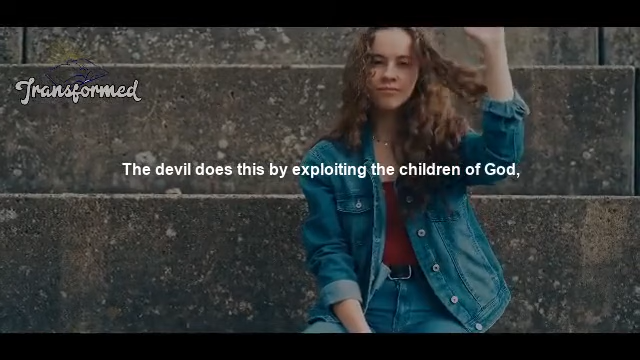 Transformed
The devil does this by exploiting the children of God,